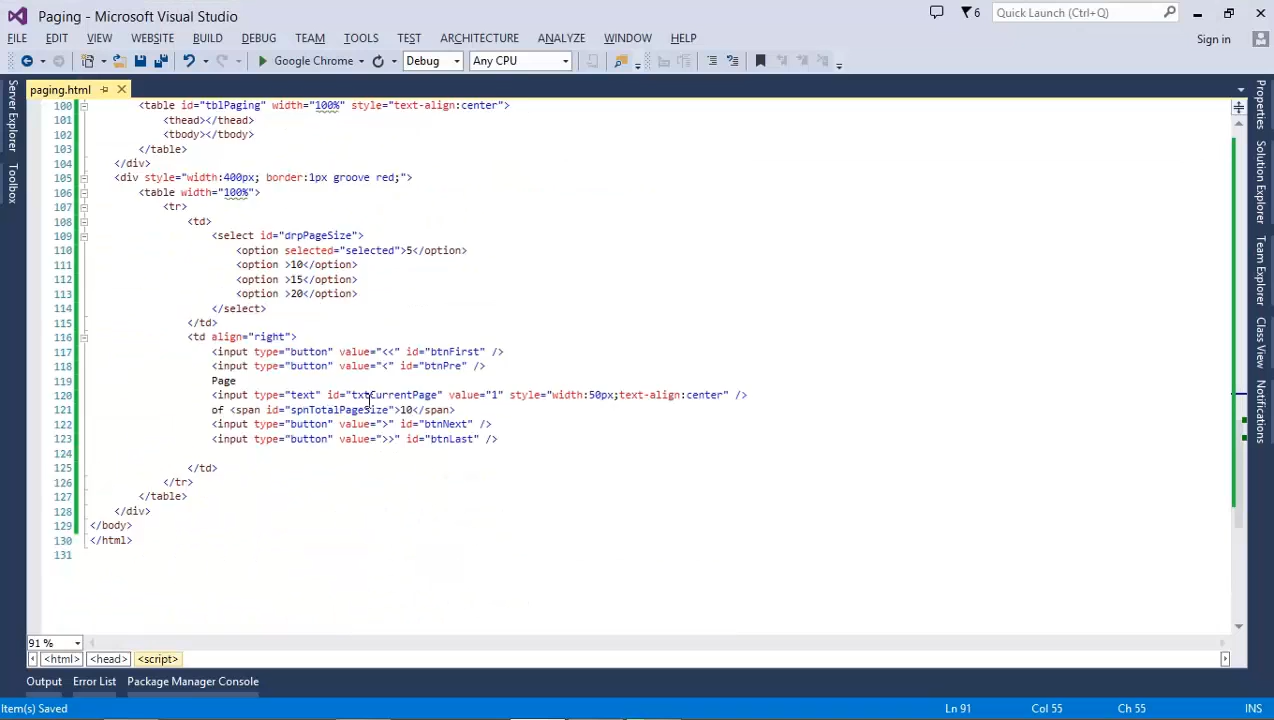 Paging - Microsoft Visual Studio
6
Quick Launch (Ctrl+Q)
FILE EDIT VIEW WEBSITE BUILD DEBUG TEAM TOOLS TEST ARCHITECTURE ANALYZE WINDOW HELP
Sign in
Google Chrome Debug Any CPU
paging.html
Server Explorer
Toolbox
100 <table id="tblPaging" width="100%" style="text-align:center">
101 <thead></thead>
102 <tbody></tbody>
103 </table>
104 </div>
105 <div style="width:400px; border:1px groove red;">
106 <table width="100%">
107 <tr>
108 <td>
109 <select id="drpPageSize">
110 <option selected="selected">5</option>
111 <option >10</option>
112 <option >15</option>
113 <option >20</option>
114 </select>
115 </td>
116 <td align="right">
117 <input type="button" value="<<" id="btnFirst" />
118 <input type="button" value="<" id="btnPre" />
119 Page
120 <input type="text" id="txtCurrentPage" value="1" style="width:50px;text-align:center" />
121 of <span id="spnTotalPageSize">10</span>
122 <input type="button" value=">" id="btnNext" />
123 <input type="button" value=">>" id="btnLast" />
124
125 </td>
126 </tr>
127 </table>
128 </div>
129 </body>
130 </html>
131
Properties
Solution Explorer
Team Explorer
Class View
Notifications
91 %
<html> <head> <script>
Output Error List Package Manager Console
Item(s) Saved Ln 91 Col 55 Ch 55 INS